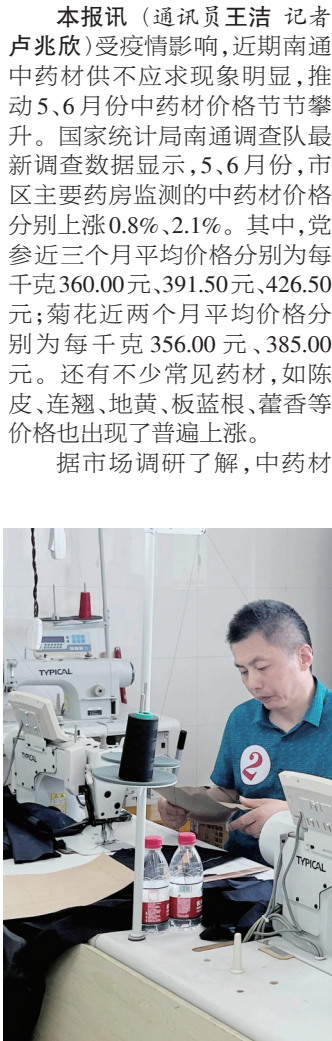 本报讯（通讯员王洁 记者
卢兆欣）受疫情影响,近期南通
中药材供不应求现象明显,推
动5、6月份中药材价格节节攀
升。国家统计局南通调查队最
新调查数据显示,5、6月份,市
区主要药房监测的中药材价格
分别上涨0.8%、2.1%。其中,党
参近三个月平均价格分别为每
千克360.00元、391.50元、426.50
元;菊花近两个月平均价格分
别为每千克356.00元、385.00
元。还有不少常见药材,如陈
皮、连翘、地黄、板蓝根、藿香等
价格也出现了普遍上涨。
据市场调研了解,中药材
TYPICAL
2
TYPICAL